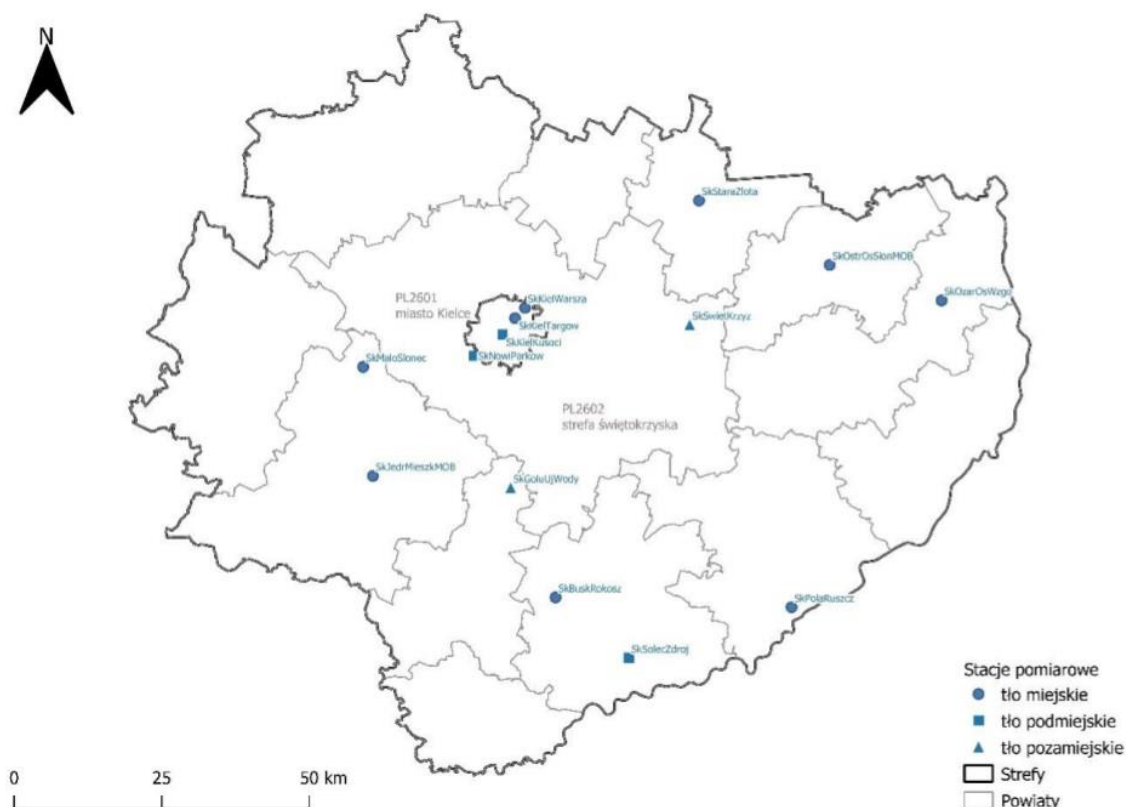 N
SkStaraZlota
SkOstrOsSlonMOB
SkOzarOsWzgo
PL2601
miasto Kielce
SkKielWarsza
SkKielTargow
SkSwietKrzyz
SkKielKusoci
SkNowiParkow
SkMaloSlonec
PL2602
strefa świętokrzyska
SkJedrMieszkMOB
SkGoluUjWody
SkBuskRokosz
SkPolaRuszcz
SkSolecZdroj
Stacje pomiarowe
tło miejskie
tło podmiejskie
tło pozamiejskie
Strefy
Powiaty
0 25 50 km